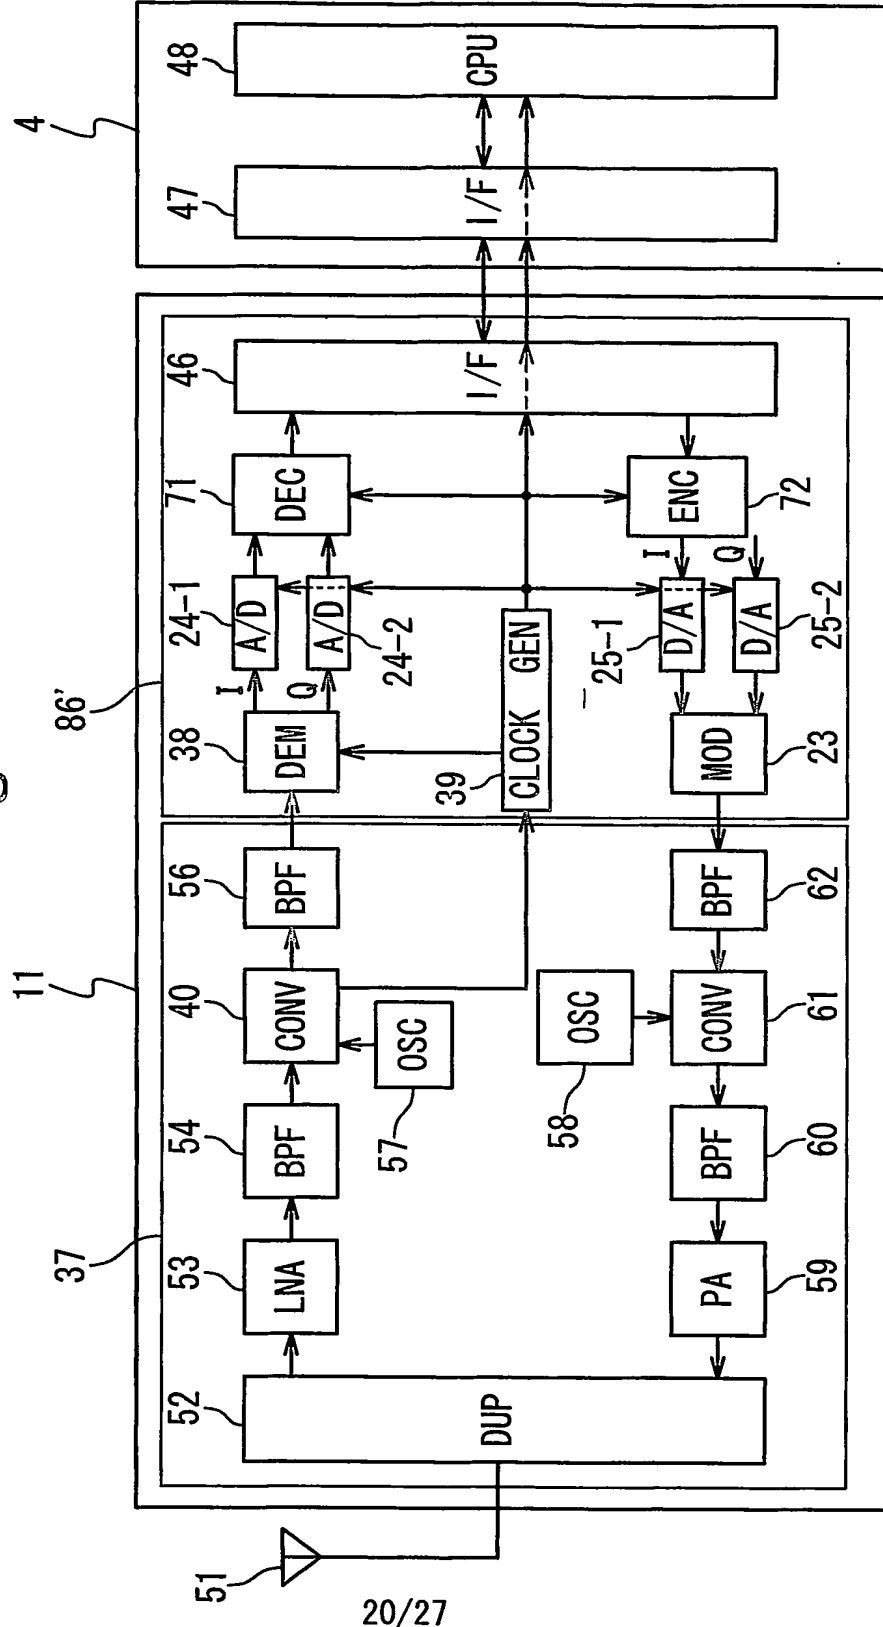 4
48
CPU
47
I/F
11
86'
46
I/F
71
DEC
ENC
72
24-1
A/D
A/D
24-2
I
Q
I
Q
25-1
D/A
D/A
25-2
38
DEM
39
CLOCK GEN
MOD
23
37
56
BPF
BPF
62
40
CONV
OSC
57
OSC
58
CONV
61
54
BPF
BPF
60
53
LNA
PA
59
52
DUP
51
20/27